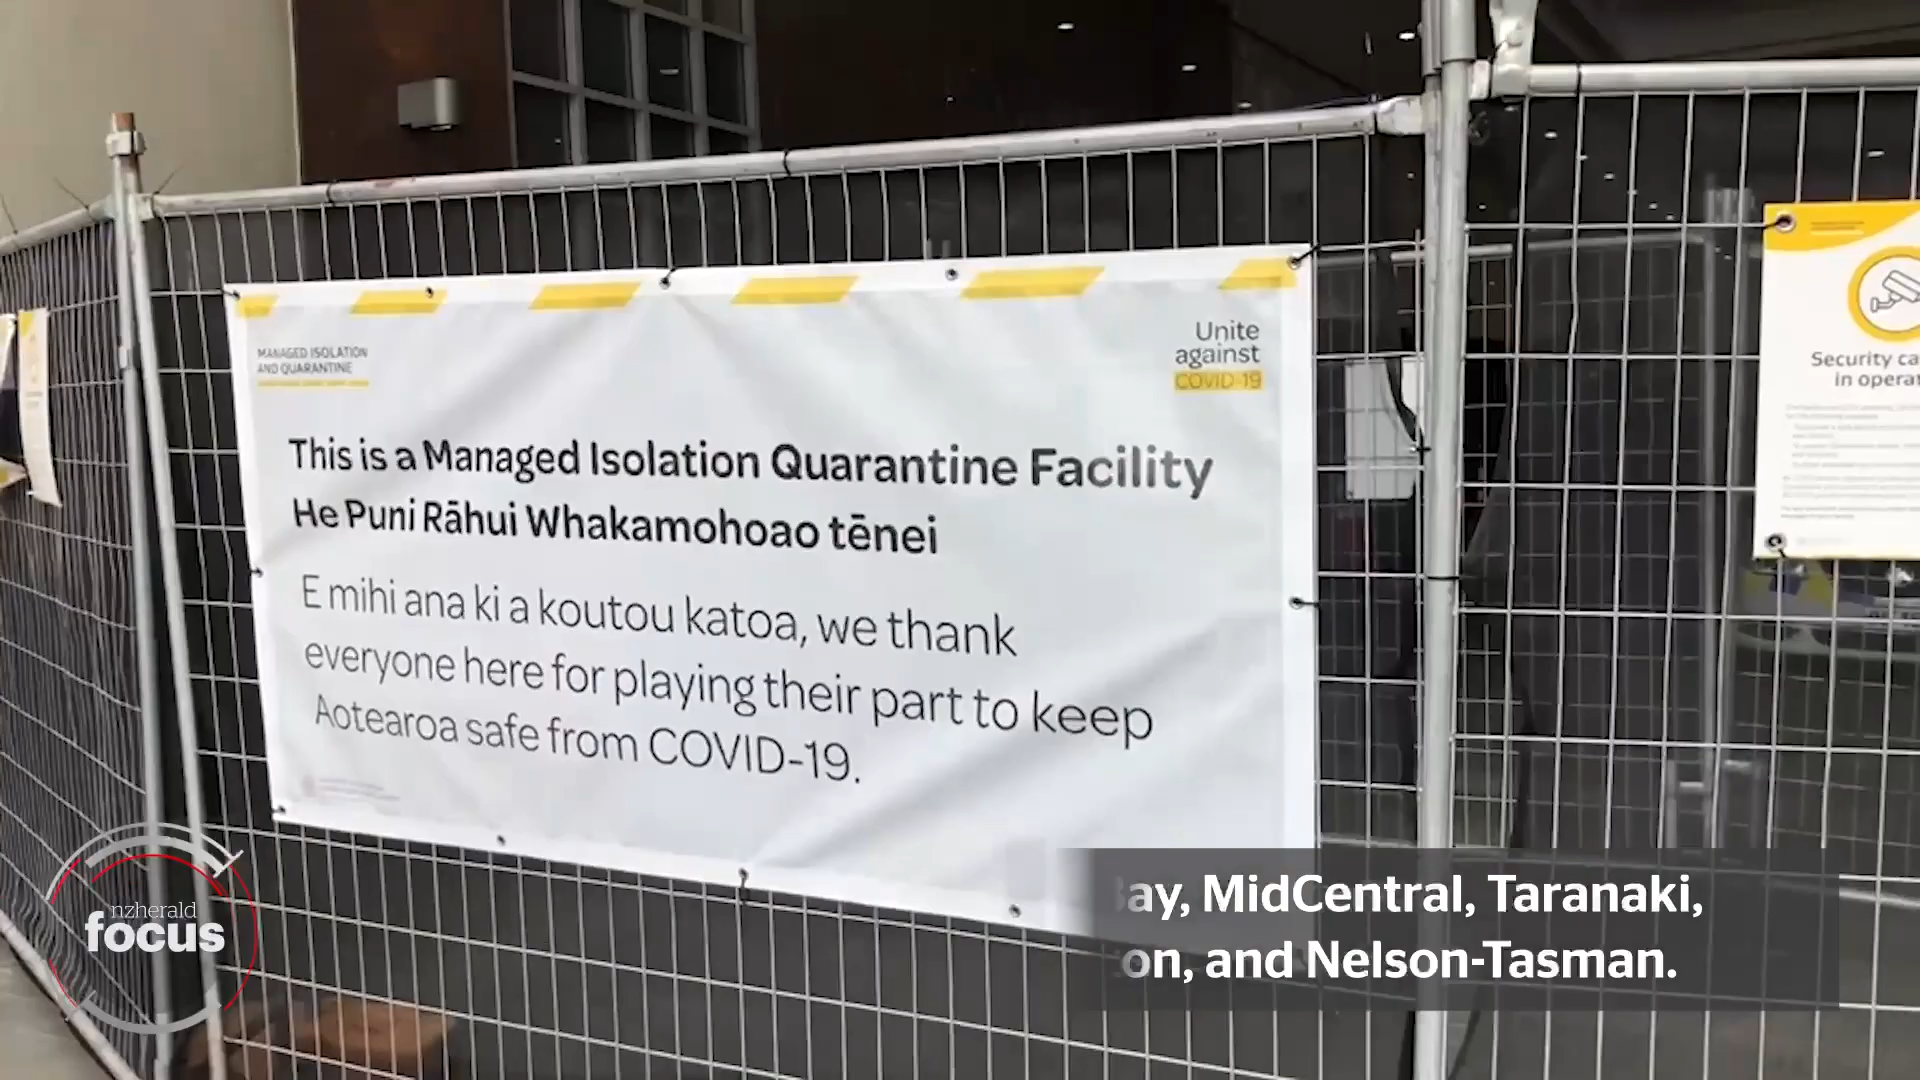 MANAGED ISOLATION
AND QUARANTINE
Unite
against
COVID-19
This is a Managed Isolation Quarantine Facility
He Puni Rāhui Whakamohoao tēnei
E mihi ana ki a koutou katoa, we thank
everyone here for playing their part to keep
Aotearoa safe from COVID-19.
Security ca
in opera
nzherald
focus
ay, MidCentral, Taranaki,
on, and Nelson-Tasman.